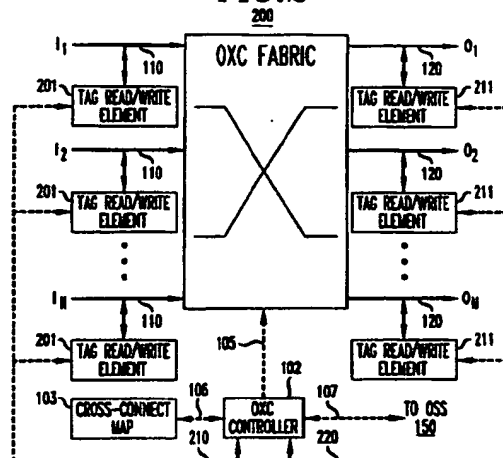 200
I1
110
OXC FABRIC
120
O1
201
TAG READ/WRITE
ELEMENT
TAG READ/WRITE
ELEMENT
211
I2
110
120
O2
201
TAG READ/WRITE
ELEMENT
TAG READ/WRITE
ELEMENT
211
IN
110
120
201
TAG READ/WRITE
ELEMENT
TAG READ/WRITE
ELEMENT
211
105
103
CROSS-CONNECT
MAP
106
102
OXC
CONTROLLER
107
TO OSS
150
210
220